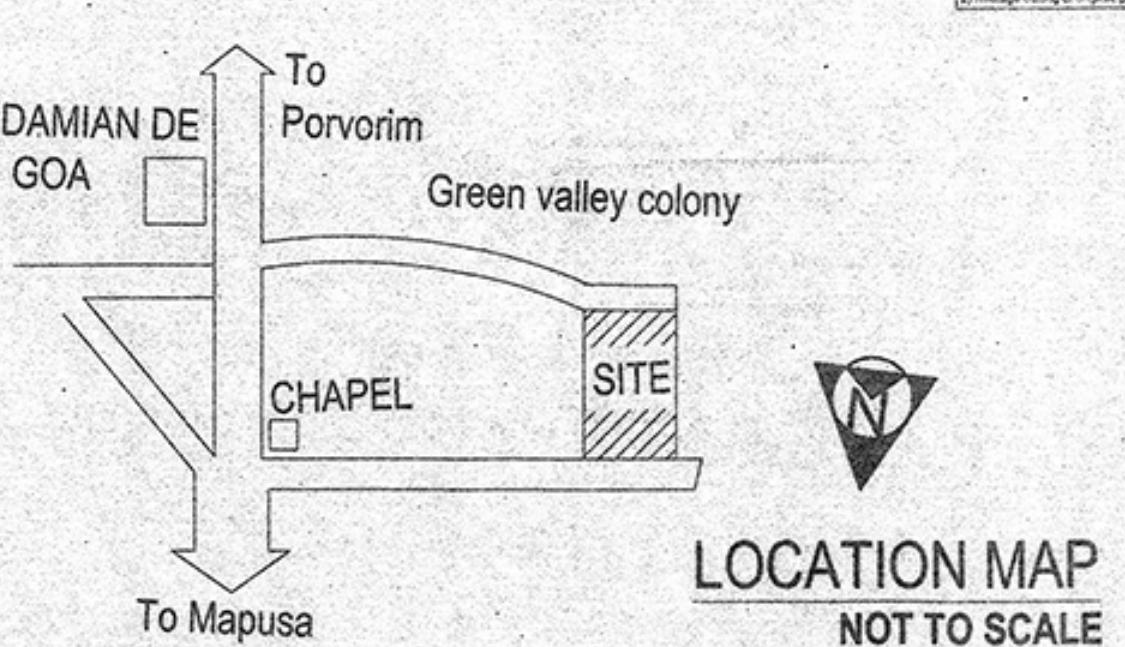 To
Porvorim
DAMIAN DE
GOA
Green valley colony
CHAPEL
SITE
N
To Mapusa
LOCATION MAP
NOT TO SCALE